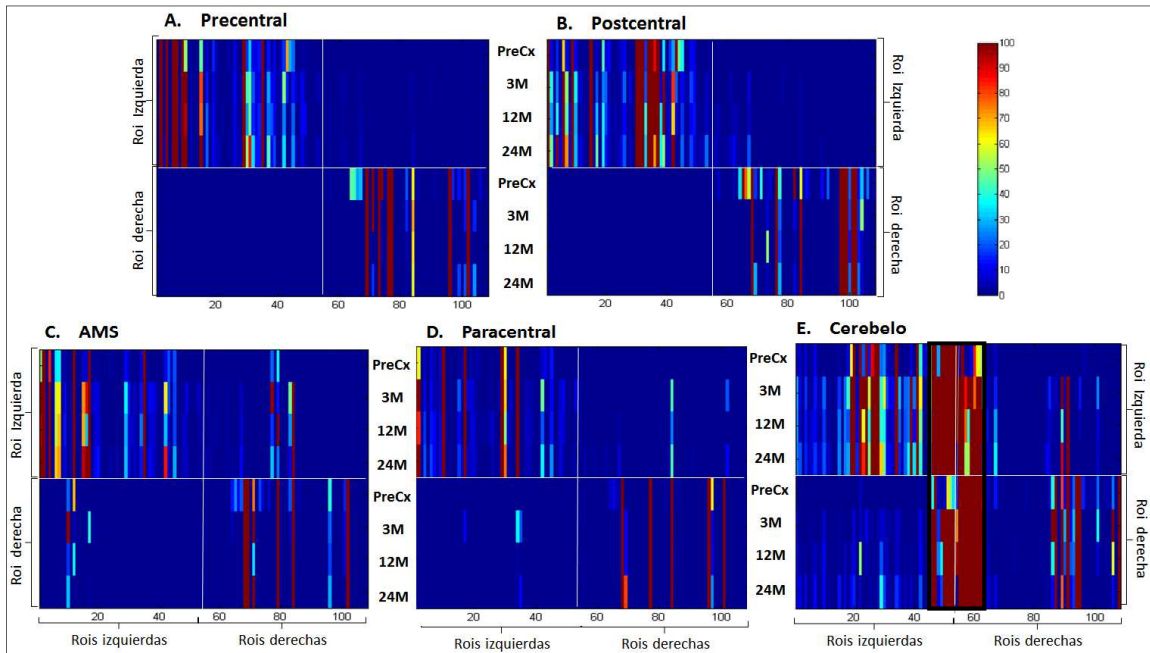 A. Precentral
B. Postcentral
Roi Izquierda
Roi derecha
PreCx
3M
12M
24M
PreCx
3M
12M
24M
Roi Izquierda
Roi derecha
20 40 60 80 100
20 40 60 80 100
100
90
80
70
60
50
40
30
20
10
0
C. AMS
D. Paracentral
E. Cerebelo
Roi Izquierda
Roi derecha
PreCx
3M
12M
24M
PreCx
3M
12M
24M
PreCx
3M
12M
24M
PreCx
3M
12M
24M
Roi Izquierda
Roi derecha
20 40 60 80 100
20 40 60 80 100
20 40 60 80 100
Rois izquierdas Rois derechas
Rois izquierdas Rois derechas
Rois izquierdas Rois derechas